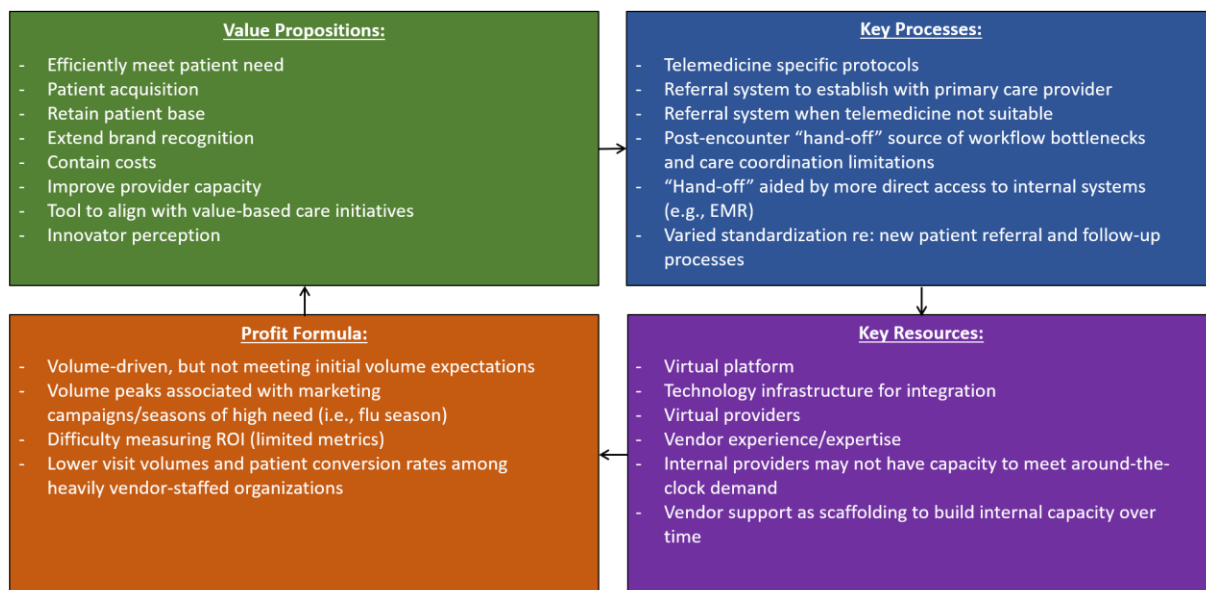 Value Propositions:
- Efficiently meet patient need
- Patient acquisition
- Retain patient base
- Extend brand recognition
- Contain costs
- Improve provider capacity
- Tool to align with value-based care initiatives
- Innovator perception
Key Processes:
- Telemedicine specific protocols
- Referral system to establish with primary care provider
- Referral system when telemedicine not suitable
- Post-encounter “hand-off” source of workflow bottlenecks
and care coordination limitations
- “Hand-off” aided by more direct access to internal systems
(e.g., EMR)
- Varied standardization re: new patient referral and follow-up
processes
Profit Formula:
- Volume-driven, but not meeting initial volume expectations
- Volume peaks associated with marketing
campaigns/seasons of high need (i.e., flu season)
- Difficulty measuring ROI (limited metrics)
- Lower visit volumes and patient conversion rates among
heavily vendor-staffed organizations
Key Resources:
- Virtual platform
- Technology infrastructure for integration
- Virtual providers
- Vendor experience/expertise
- Internal providers may not have capacity to meet around-the-
clock demand
- Vendor support as scaffolding to build internal capacity over
time